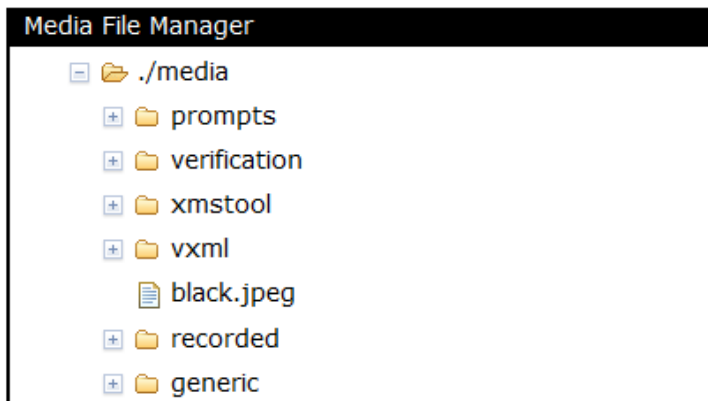 Media File Manager
./media
prompts
verification
xmstool
vxml
black.jpeg
recorded
generic